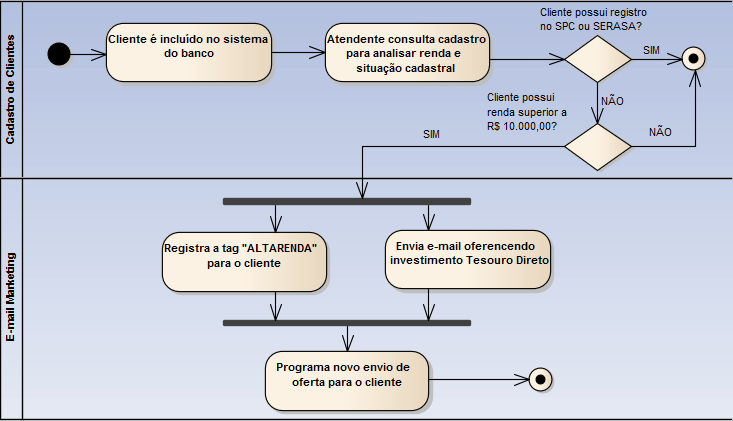 Cadastro de Clientes
Cliente é incluído no sistema
do banco
Atendente consulta cadastro
para analisar renda e
situação cadastral
Cliente possui registro
no SPC ou SERASA?
SIM
NÃO
Cliente possui
renda superior a
R$ 10.000,00?
SIM
NÃO
E-mail Marketing
Registra a tag "ALTARENDA"
para o cliente
Envia e-mail oferencendo
investimento Tesouro Direto
Programa novo envio de
oferta para o cliente